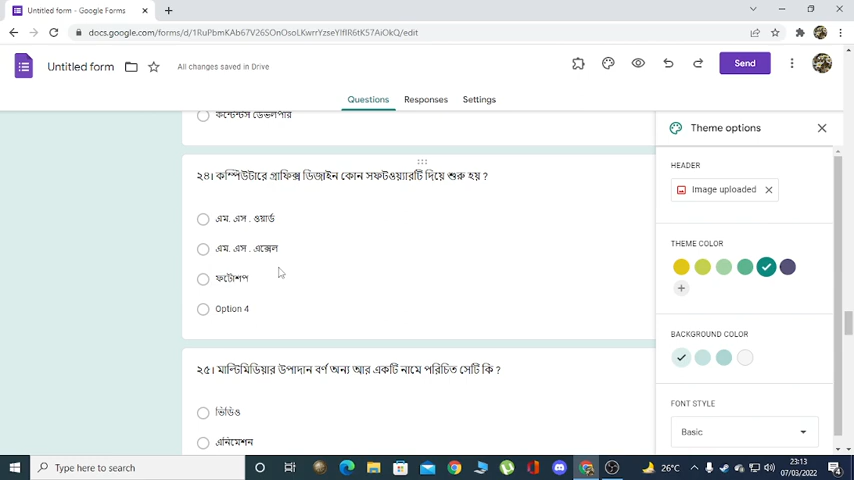 Untitled form - Google Forms
docs.google.com/forms/d/1RuPbmKAb67V26SOnOsoLKwrrYzseYlflR6tK57AiOkQ/edit
Untitled form
All changes saved in Drive
Send
Questions
Responses
Settings
কন্টেন্টস ডেভলপার
২৪। কম্পিউটারে গ্রাফিক্স ডিজাইন কোন সফটওয়্যারটি দিয়ে শুরু হয় ?
এম. এস . ওয়ার্ড
এম. এস . এক্সেল
ফটোশপ
Option 4
২৫। মাল্টিমিডিয়ার উপাদান বর্ণ অন্য আর একটি নামে পরিচিত সেটি কি ?
ভিডিও
এনিমেশন
Theme options
HEADER
Image uploaded
THEME COLOR
BACKGROUND COLOR
FONT STYLE
Basic
Type here to search
26°C
23:13
07/03/2022
4